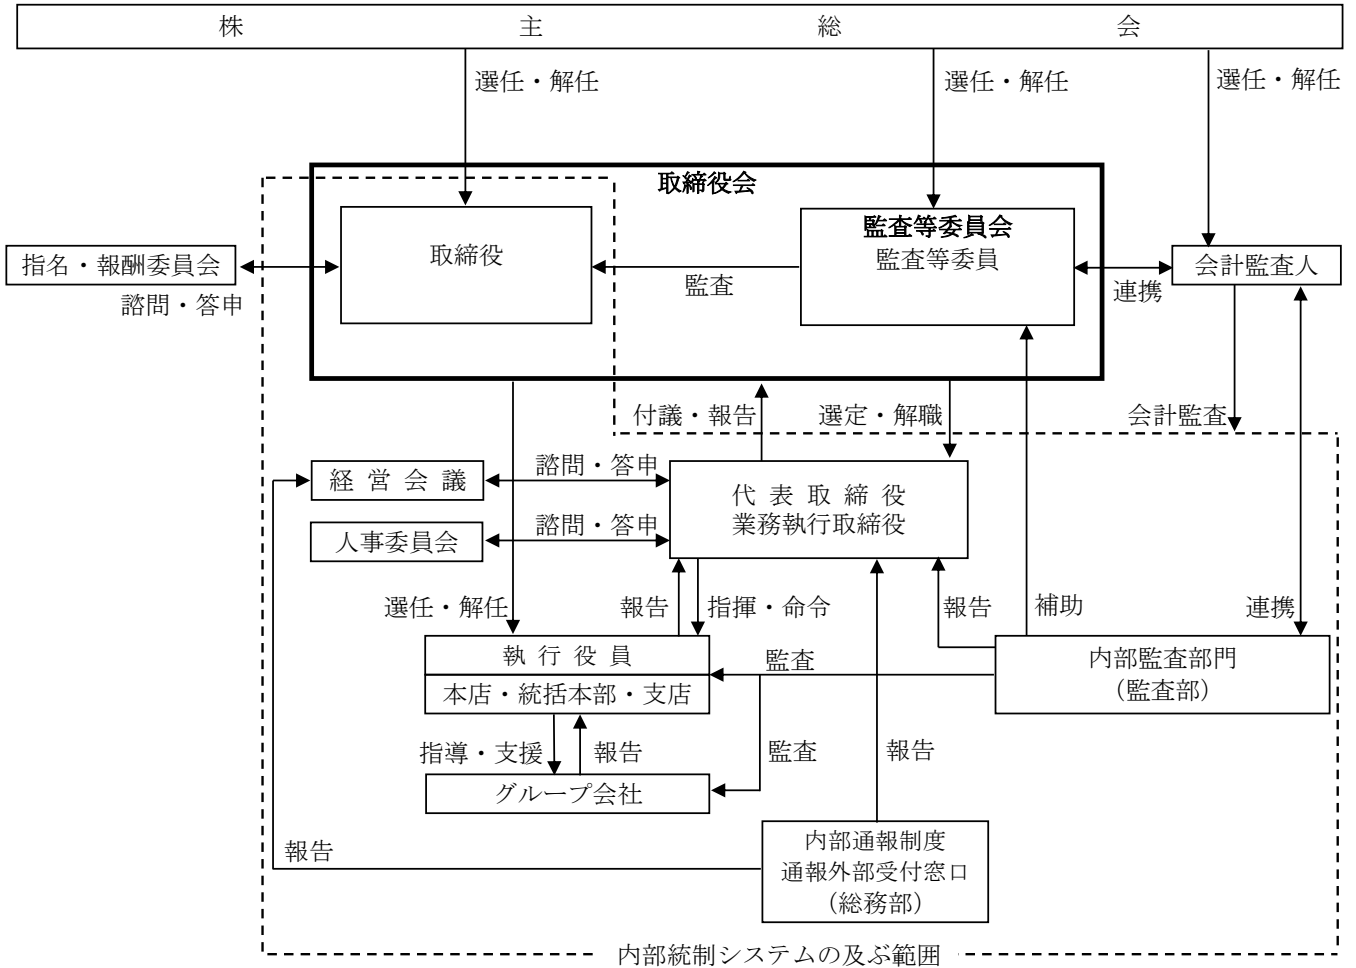 株主総会
選任・解任
選任・解任
選任・解任
取締役会
監査等委員会
監査等委員
取締役
指名・報酬委員会
会計監査人
監査
連携
諮問・答申
付議・報告
選定・解職
会計監査
諮問・答申
経営会議
代表取締役
業務執行取締役
諮問・答申
人事委員会
選任・解任
報告
指揮・命令
報告
補助
連携
執行役員
監査
内部監査部門
（監査部）
本店・統括本部・支店
指導・支援
報告
監査
報告
グループ会社
内部通報制度
通報外部受付窓口
（総務部）
報告
内部統制システムの及ぶ範囲